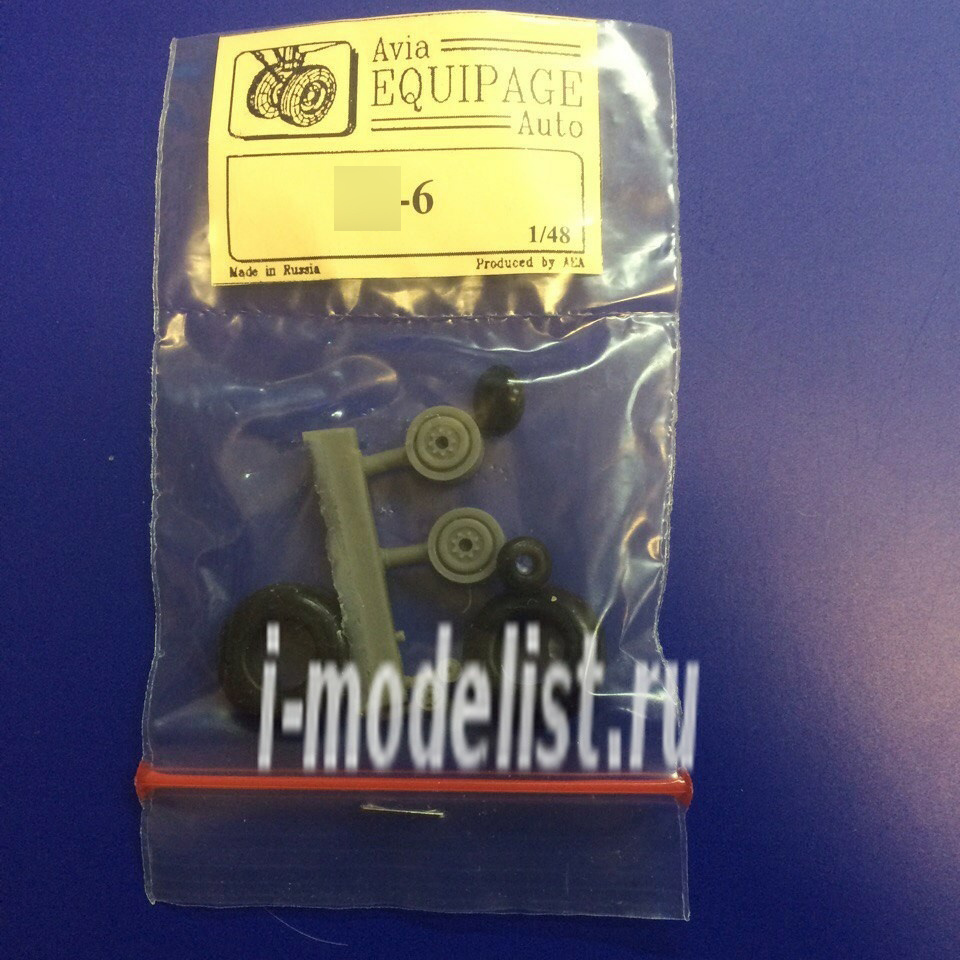 Avia
EQUIPAGE
Auto
-6
1/48
Made in Russia
Produced by AEA
i-modelist.ru